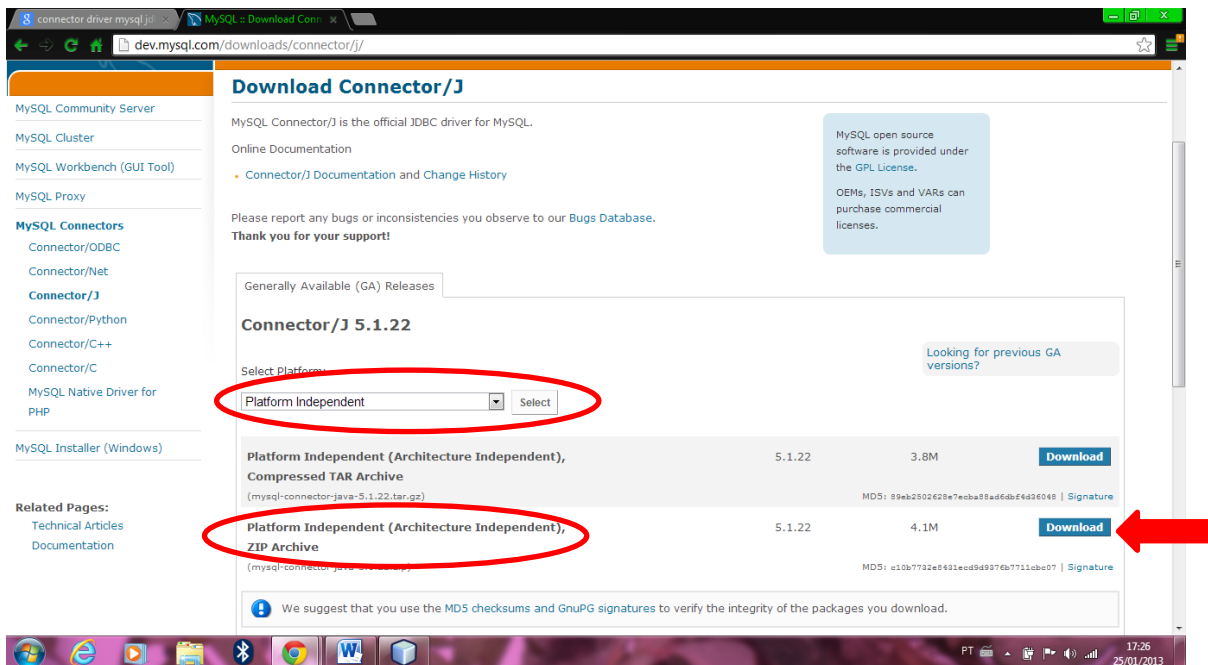 connector driver mysql jd
MySQL :: Download Conn
dev.mysql.com/downloads/connector/j/
Download Connector/J
MySQL Community Server
MySQL Cluster
MySQL Workbench (GUI Tool)
MySQL Proxy
MySQL Connectors
Connector/ODBC
Connector/Net
Connector/J
Connector/Python
Connector/C++
Connector/C
MySQL Native Driver for
PHP
MySQL Installer (Windows)
Related Pages:
Technical Articles
Documentation
MySQL Connector/J is the official JDBC driver for MySQL.
Online Documentation
Connector/J Documentation and Change History
Please report any bugs or inconsistencies you observe to our Bugs Database.
Thank you for your support!
MySQL open source
software is provided under
the GPL License.
OEMs, ISVs and VARs can
purchase commercial
licenses.
Generally Available (GA) Releases
Connector/J 5.1.22
Looking for previous GA
versions?
Select Platform:
Platform Independent Select
Platform Independent (Architecture Independent), 5.1.22 3.8M Download
Compressed TAR Archive
(mysql-connector-java-5.1.22.tar.gz) MD5: | Signature
Platform Independent (Architecture Independent), 5.1.22 4.1M Download
ZIP Archive
MD5: | Signature
We suggest that you use the MD5 checksums and GnuPG signatures to verify the integrity of the packages you download.
PT 17:26
25/01/2013